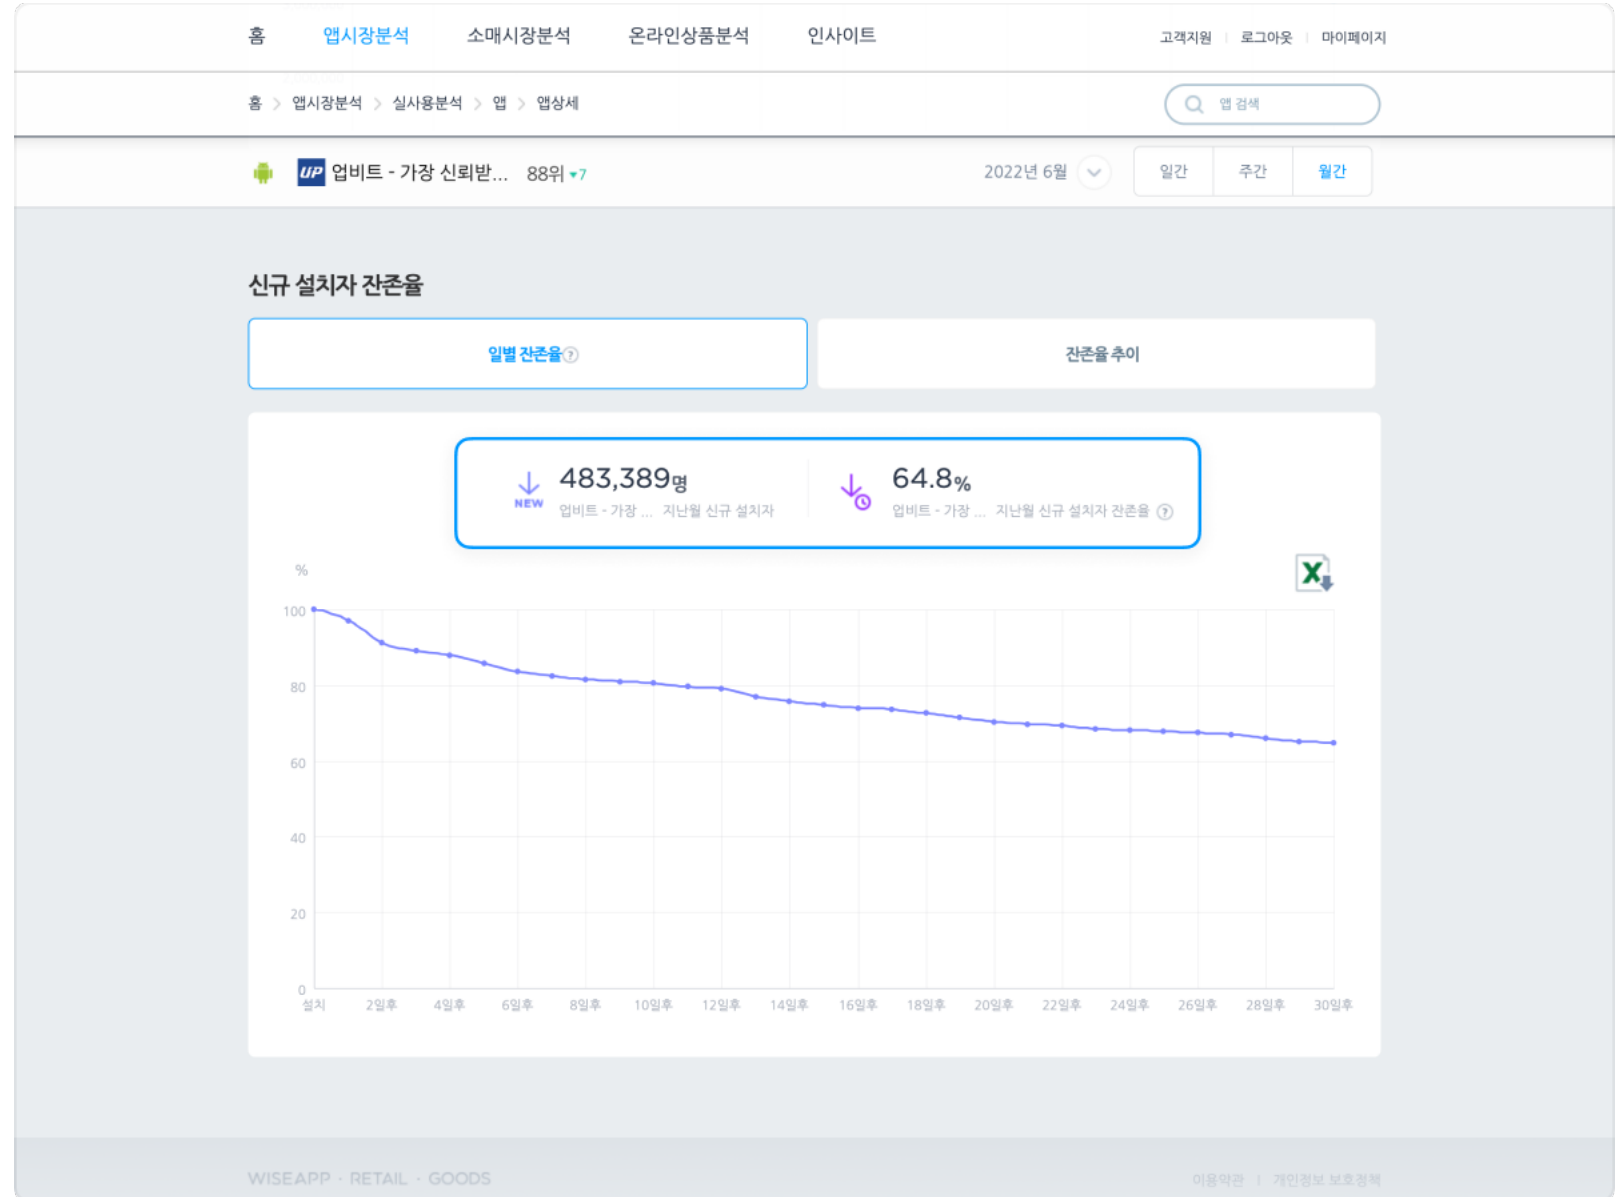 홈 앱시장분석 소매시장분석 온라인상품분석 인사이트 고객지원 로그아웃 마이페이지
홈 > 앱시장분석 > 실사용분석 > 앱 > 앱상세 앱 검색
UP 업비트 - 가장 신뢰받... 88위 ▾7 2022년 6월 일간 주간 월간
신규 설치자 잔존율
일별 잔존율 ? 잔존율 추이
NEW 483,389명 64.8%
업비트 - 가장 ... 지난월 신규 설치자 업비트 - 가장 ... 지난월 신규 설치자 잔존율 ?
%
X
100
80
60
40
20
0
설치 2일후 4일후 6일후 8일후 10일후 12일후 14일후 16일후 18일후 20일후 22일후 24일후 26일후 28일후 30일후
WISEAPP · RETAIL · GOODS 이용약관 | 개인정보 보호정책